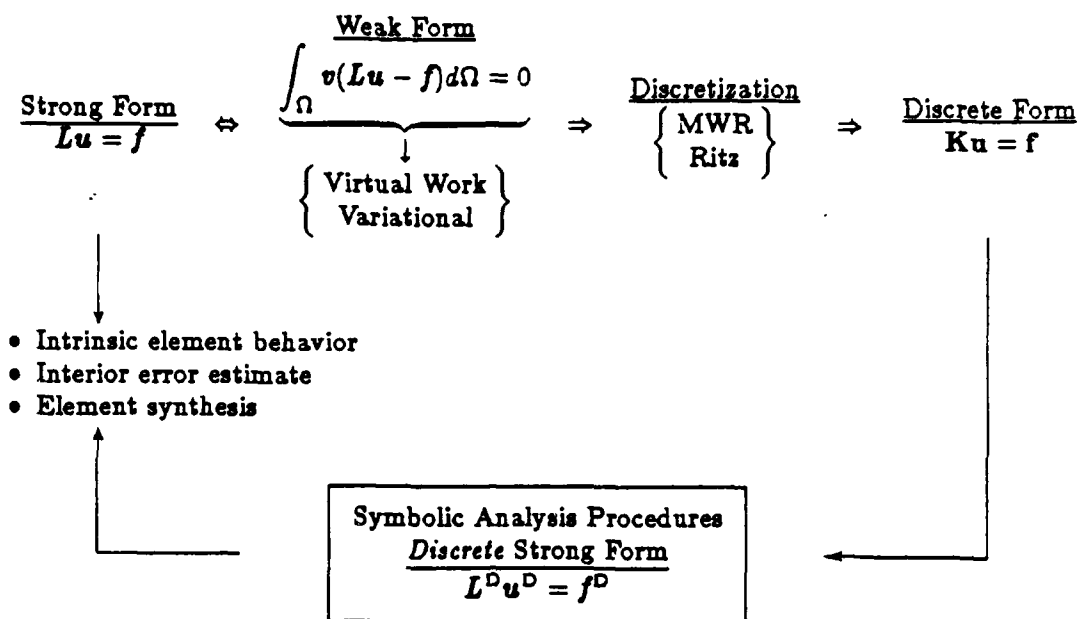 Weak Form
∫_Ω v(Lu − f)dΩ = 0
Strong Form
Lu = f
⇔
{ Virtual Work
Variational }
⇒
Discretization
{ MWR
Ritz }
⇒
Discrete Form
Ku = f
• Intrinsic element behavior
• Interior error estimate
• Element synthesis
Symbolic Analysis Procedures
Discrete Strong Form
L^D u^D = f^D